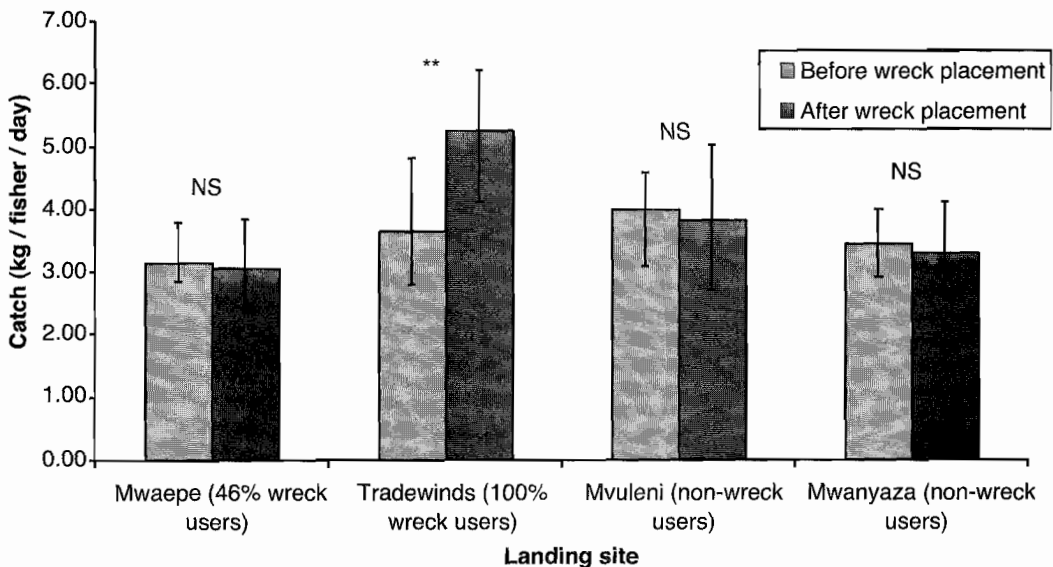 7.00
6.00
5.00
4.00
3.00
2.00
1.00
0.00
Catch (kg / fisher / day)
Before wreck placement
After wreck placement
NS
**
NS
NS
Mwaepe (46% wreck
users)
Tradewinds (100%
wreck users)
Mvuleni (non-wreck
users)
Mwanyaza (non-wreck
users)
Landing site